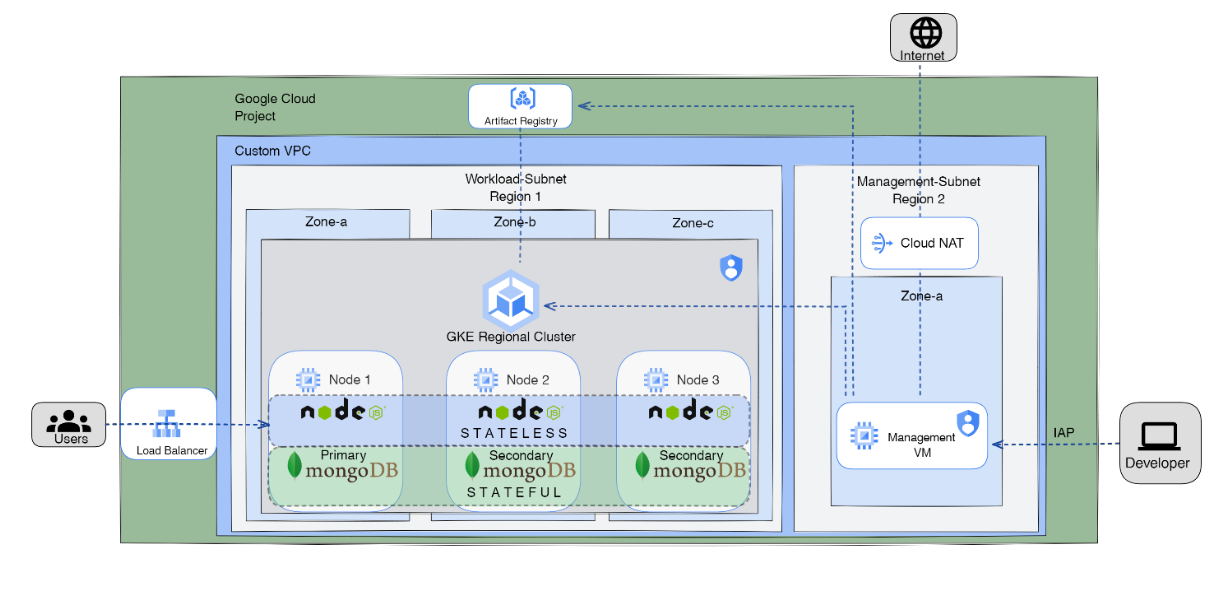 Internet
Google Cloud
Project
Artifact Registry
Custom VPC
Workload-Subnet
Region 1
Management-Subnet
Region 2
Zone-a
Zone-b
Zone-c
Cloud NAT
Zone-a
GKE Regional Cluster
Node 1
Node 2
Node 3
node JS
node JS
node JS
STATELESS
Users
Load Balancer
Management
VM
IAP
Developer
Primary
mongoDB
Secondary
mongoDB
Secondary
mongoDB
STATEFUL